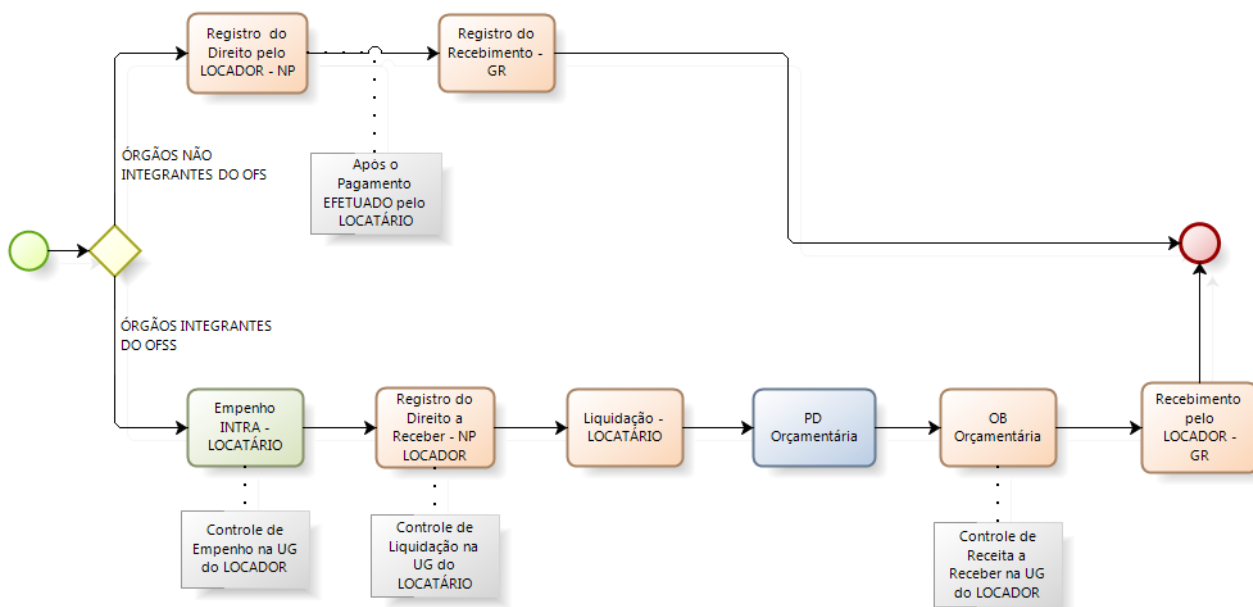 Registro do
Direito pelo
LOCADOR - NP
Registro do
Recebimento -
GR
Após o
Pagamento
EFETUADO pelo
LOCATÁRIO
ÓRGÃOS NÃO
INTEGRANTES DO OFS
ÓRGÃOS INTEGRANTES
DO OFSS
Empenho
INTRA -
LOCATÁRIO
Registro do
Direito a
Receber - NP
LOCADOR
Liquidação -
LOCATÁRIO
PD
Orçamentária
OB
Orçamentária
Recebimento
pelo
LOCADOR -
GR
Controle de
Empenho na UG
do LOCADOR
Controle de
Liquidação na
UG do
LOCATÁRIO
Controle de
Receita a
Receber na UG
do LOCADOR